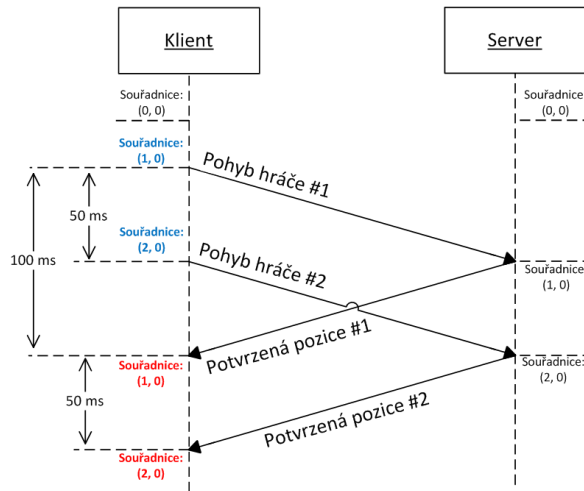 Klient
Server
Souřadnice:
(0, 0)
Souřadnice:
(0, 0)
Souřadnice:
(1, 0)
Pohyb hráče #1
50 ms
100 ms
Souřadnice:
(2, 0)
Pohyb hráče #2
Souřadnice:
(1, 0)
Potvrzená pozice #1
Souřadnice:
(1, 0)
Souřadnice:
(2, 0)
50 ms
Potvrzená pozice #2
Souřadnice:
(2, 0)